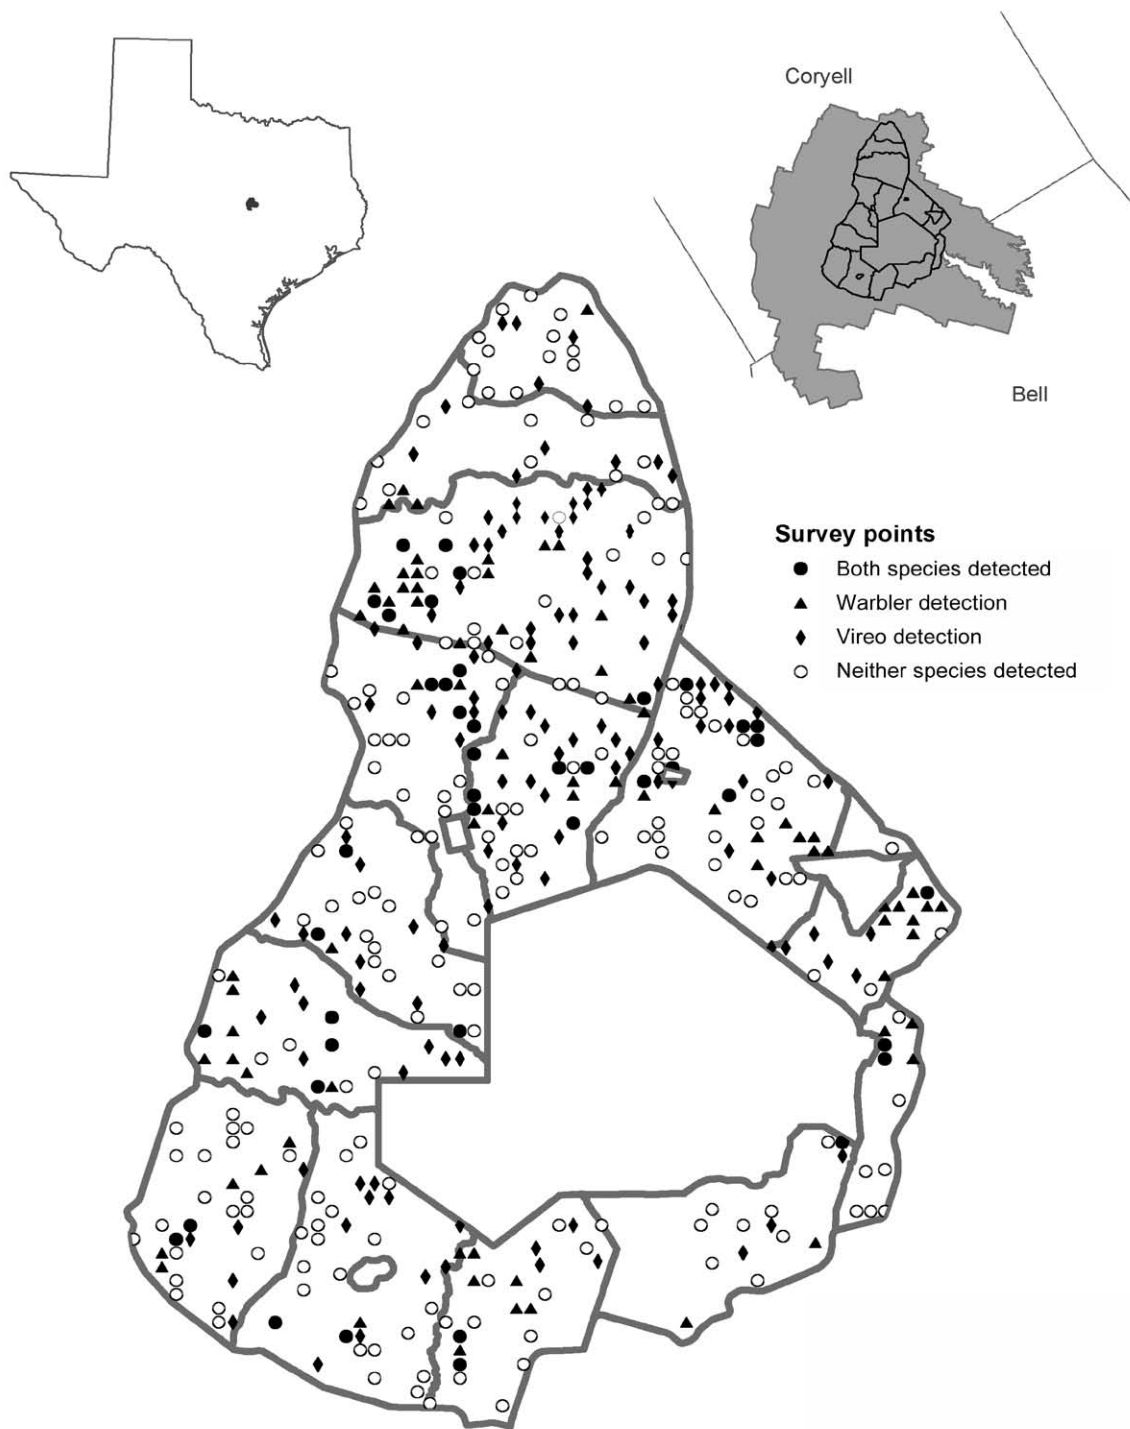 Coryell
Bell
Survey points
Both species detected
Warbler detection
Vireo detection
Neither species detected